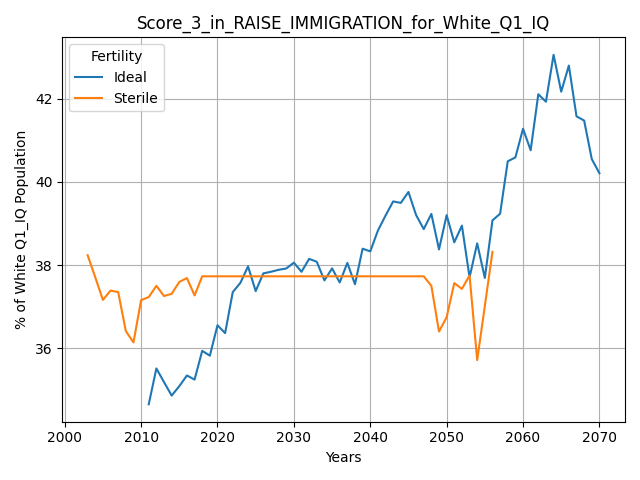 Score_3_in_RAISE_IMMIGRATION_for_White_Q1_IQ
Fertility
Ideal
Sterile
% of White Q1_IQ Population
42
40
38
36
2000 2010 2020 2030 2040 2050 2060 2070
Years